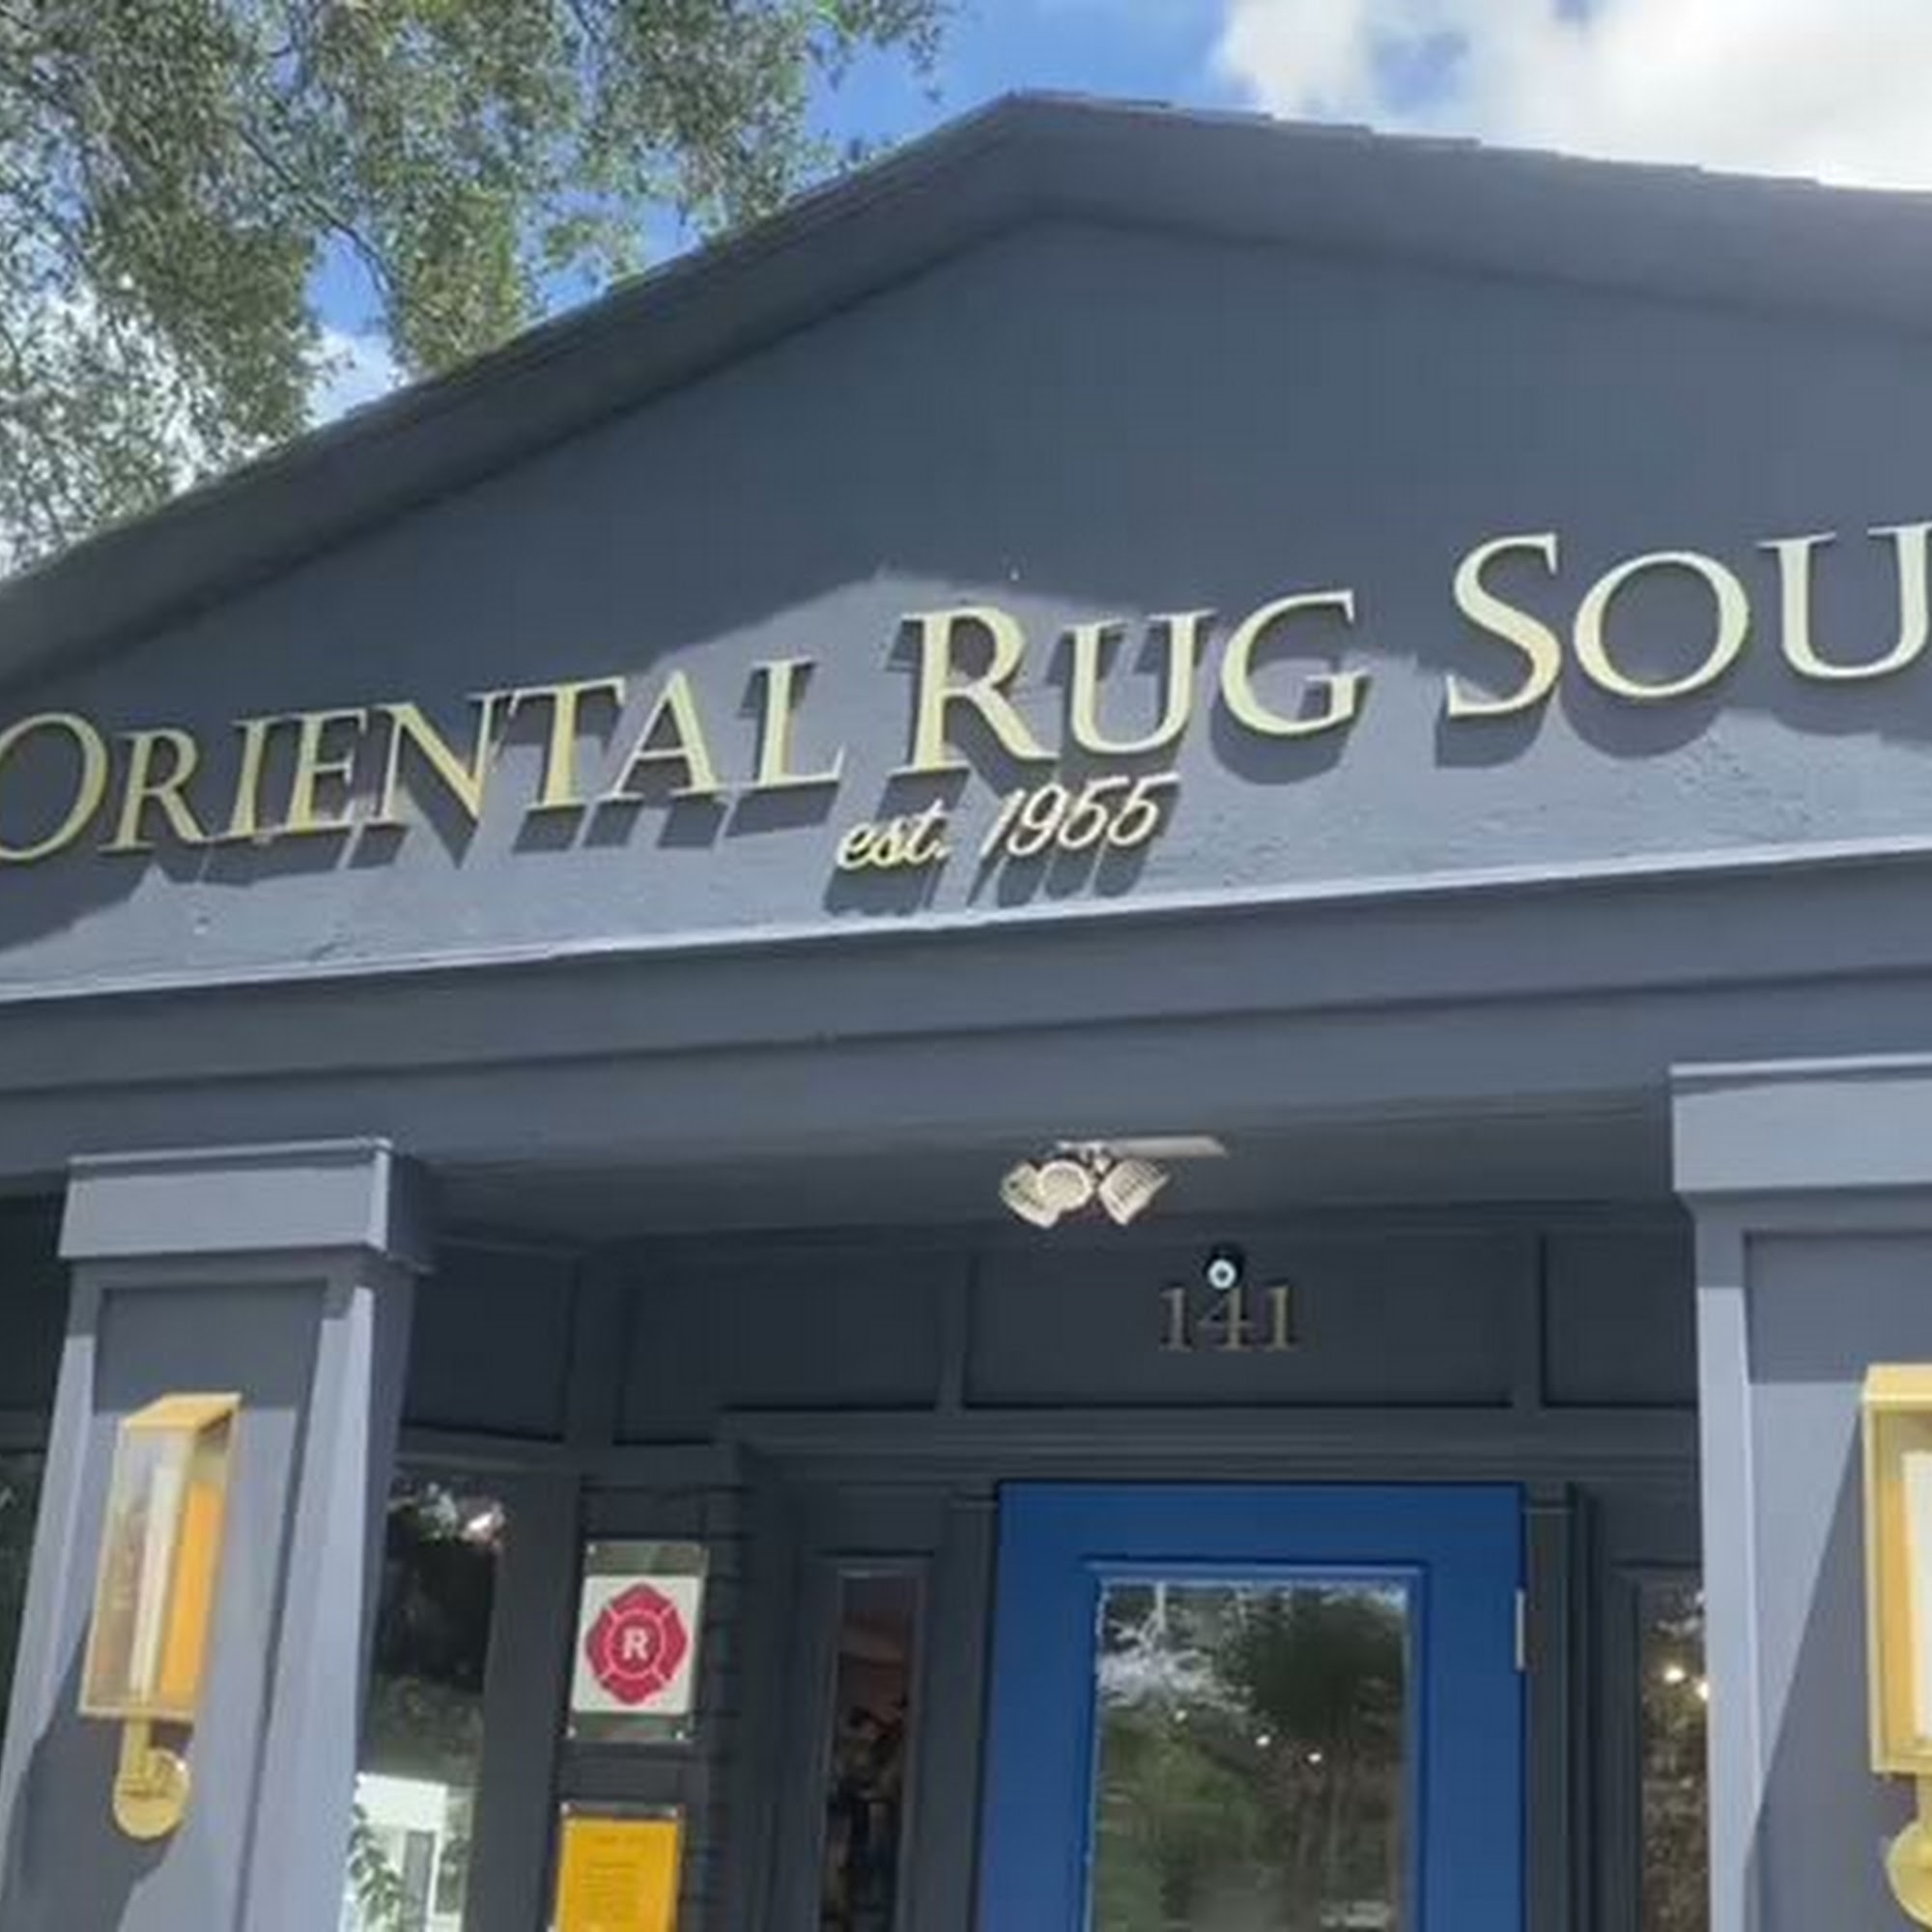 ORIENTAL RUG SOU
est. 1955
141
R